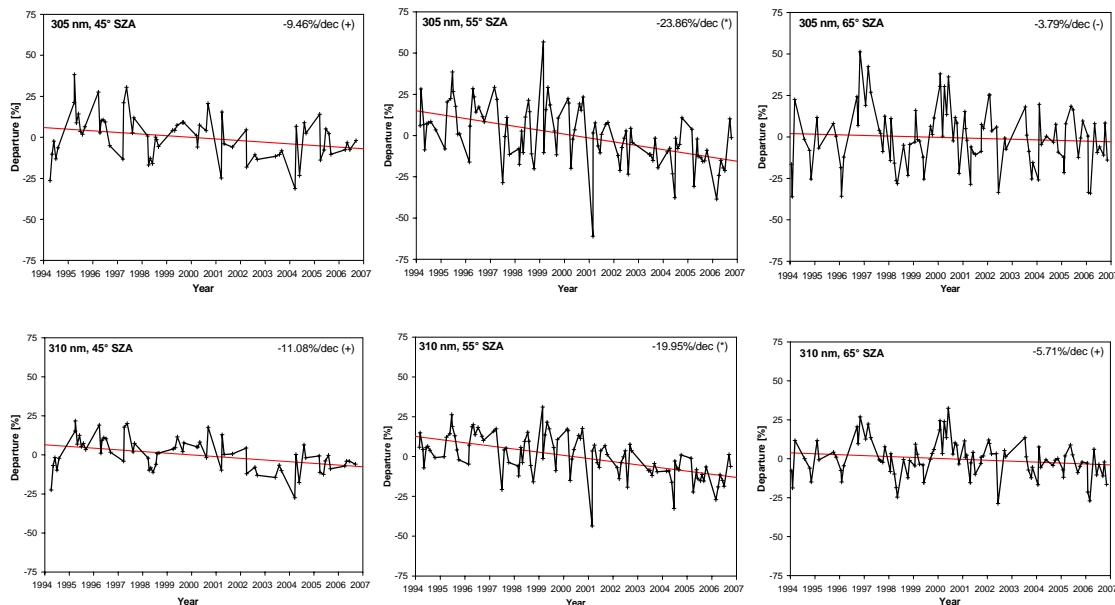 305 nm, 45° SZA -9.46%/dec (+)
75
50
25
0
-25
-50
-75
Departure [%]
1994 1995 1996 1997 1998 1999 2000 2001 2002 2003 2004 2005 2006 2007
Year
305 nm, 55° SZA -23.86%/dec (*)
75
50
25
0
-25
-50
-75
Departure [%]
1994 1995 1996 1997 1998 1999 2000 2001 2002 2003 2004 2005 2006 2007
Year
305 nm, 65° SZA -3.79%/dec (-)
75
50
25
0
-25
-50
-75
Departure [%]
1994 1995 1996 1997 1998 1999 2000 2001 2002 2003 2004 2005 2006 2007
Year
310 nm, 45° SZA -11.08%/dec (+)
75
50
25
0
-25
-50
-75
Departure [%]
1994 1995 1996 1997 1998 1999 2000 2001 2002 2003 2004 2005 2006 2007
Year
310 nm, 55° SZA -19.95%/dec (*)
75
50
25
0
-25
-50
-75
Departure [%]
1994 1995 1996 1997 1998 1999 2000 2001 2002 2003 2004 2005 2006 2007
Year
310 nm, 65° SZA -5.71%/dec (+)
75
50
25
0
-25
-50
-75
Departure [%]
1994 1995 1996 1997 1998 1999 2000 2001 2002 2003 2004 2005 2006 2007
Year